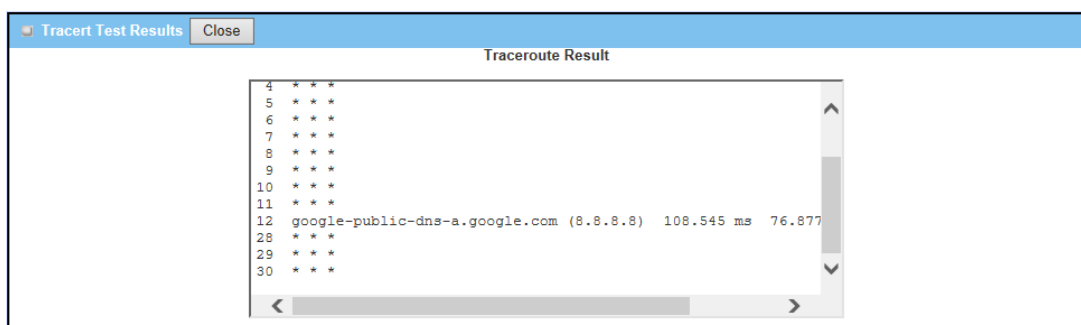 Tracert Test Results Close
Traceroute Result
4 * * *
5 * * *
6 * * *
7 * * *
8 * * *
9 * * *
10 * * *
11 * * *
12 google-public-dns-a.google.com (8.8.8.8) 108.545 ms 76.877
28 * * *
29 * * *
30 * * *